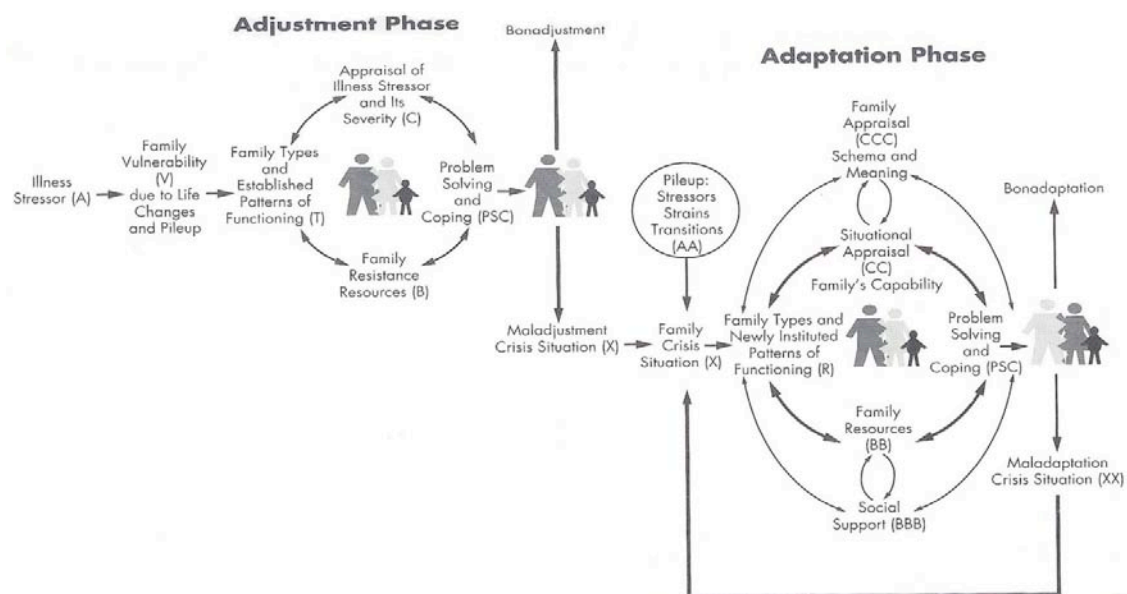 Adjustment Phase
Bonadjustment
Appraisal of
Illness Stressor
and Its
Severity (C)
Illness
Stressor (A)
Family
Vulnerability (V)
due to Life
Changes
and Pileup
Family Types
and
Established
Patterns of
Functioning (T)
Problem
Solving
and
Coping (PSC)
Family
Resistance
Resources (B)
Maladjustment
Crisis Situation (X)
Adaptation Phase
Pileup:
Stressors
Strains
Transitions
(AA)
Family
Crisis
Situation (X)
Family
Appraisal
(CCC)
Schema and
Meaning
Situational
Appraisal
(CC)
Family's Capability
Family Types and
Newly Instituted
Patterns of
Functioning (R)
Problem
Solving
and
Coping (PSC)
Family
Resources
(BB)
Social
Support (BBB)
Bonadaptation
Maladaptation
Crisis Situation (XX)